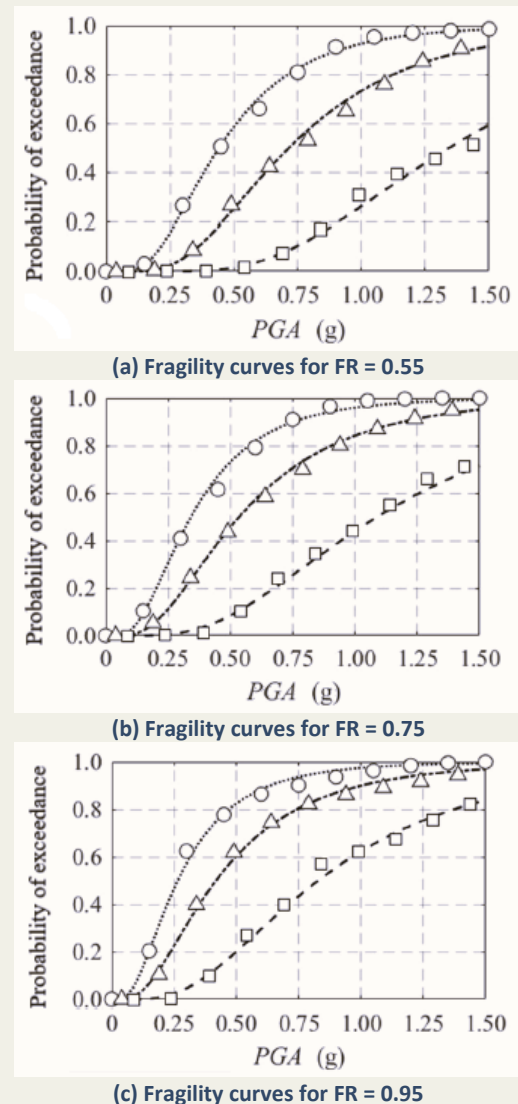 1.0
0.8
0.6
0.4
0.2
0.0
Probability of exceedance
0 0.25 0.50 0.75 1.00 1.25 1.50
PGA (g)
(a) Fragility curves for FR = 0.55
1.0
0.8
0.6
0.4
0.2
0.0
Probability of exceedance
0 0.25 0.50 0.75 1.00 1.25 1.50
PGA (g)
(b) Fragility curves for FR = 0.75
1.0
0.8
0.6
0.4
0.2
0.0
Probability of exceedance
0 0.25 0.50 0.75 1.00 1.25 1.50
PGA (g)
(c) Fragility curves for FR = 0.95